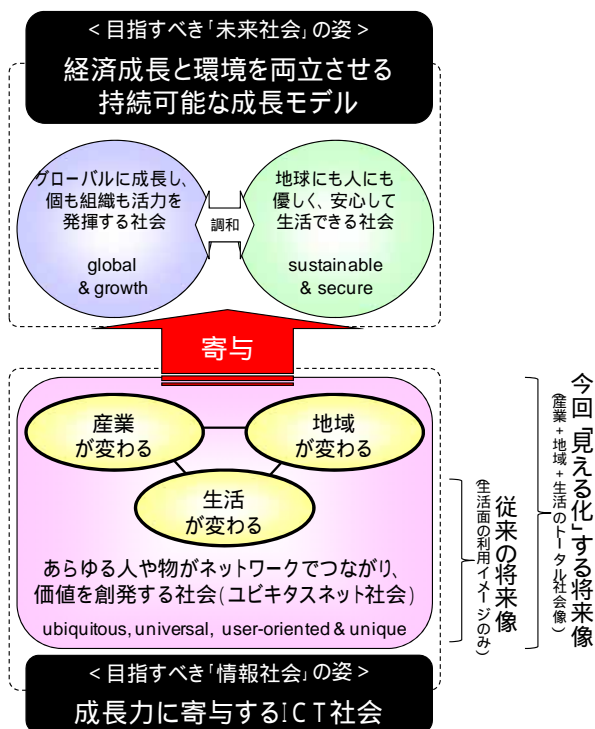 <目指すべき「未来社会」の姿>
経済成長と環境を両立させる
持続可能な成長モデル
グローバルに成長し、
個も組織も活力を
発揮する社会
global
& growth
調和
地球にも人にも
優しく、安心して
生活できる社会
sustainable
& secure
寄与
産業
が変わる
地域
が変わる
生活
が変わる
あらゆる人や物がネットワークでつながり、
価値を創発する社会(ユビキタスネット社会)
ubiquitous, universal, user-oriented & unique
<目指すべき「情報社会」の姿>
成長力に寄与するICT社会
従来の将来像
(生活面の利用イメージのみ)
今回「見える化」する将来像
(産業+地域+生活のトータル社会像)